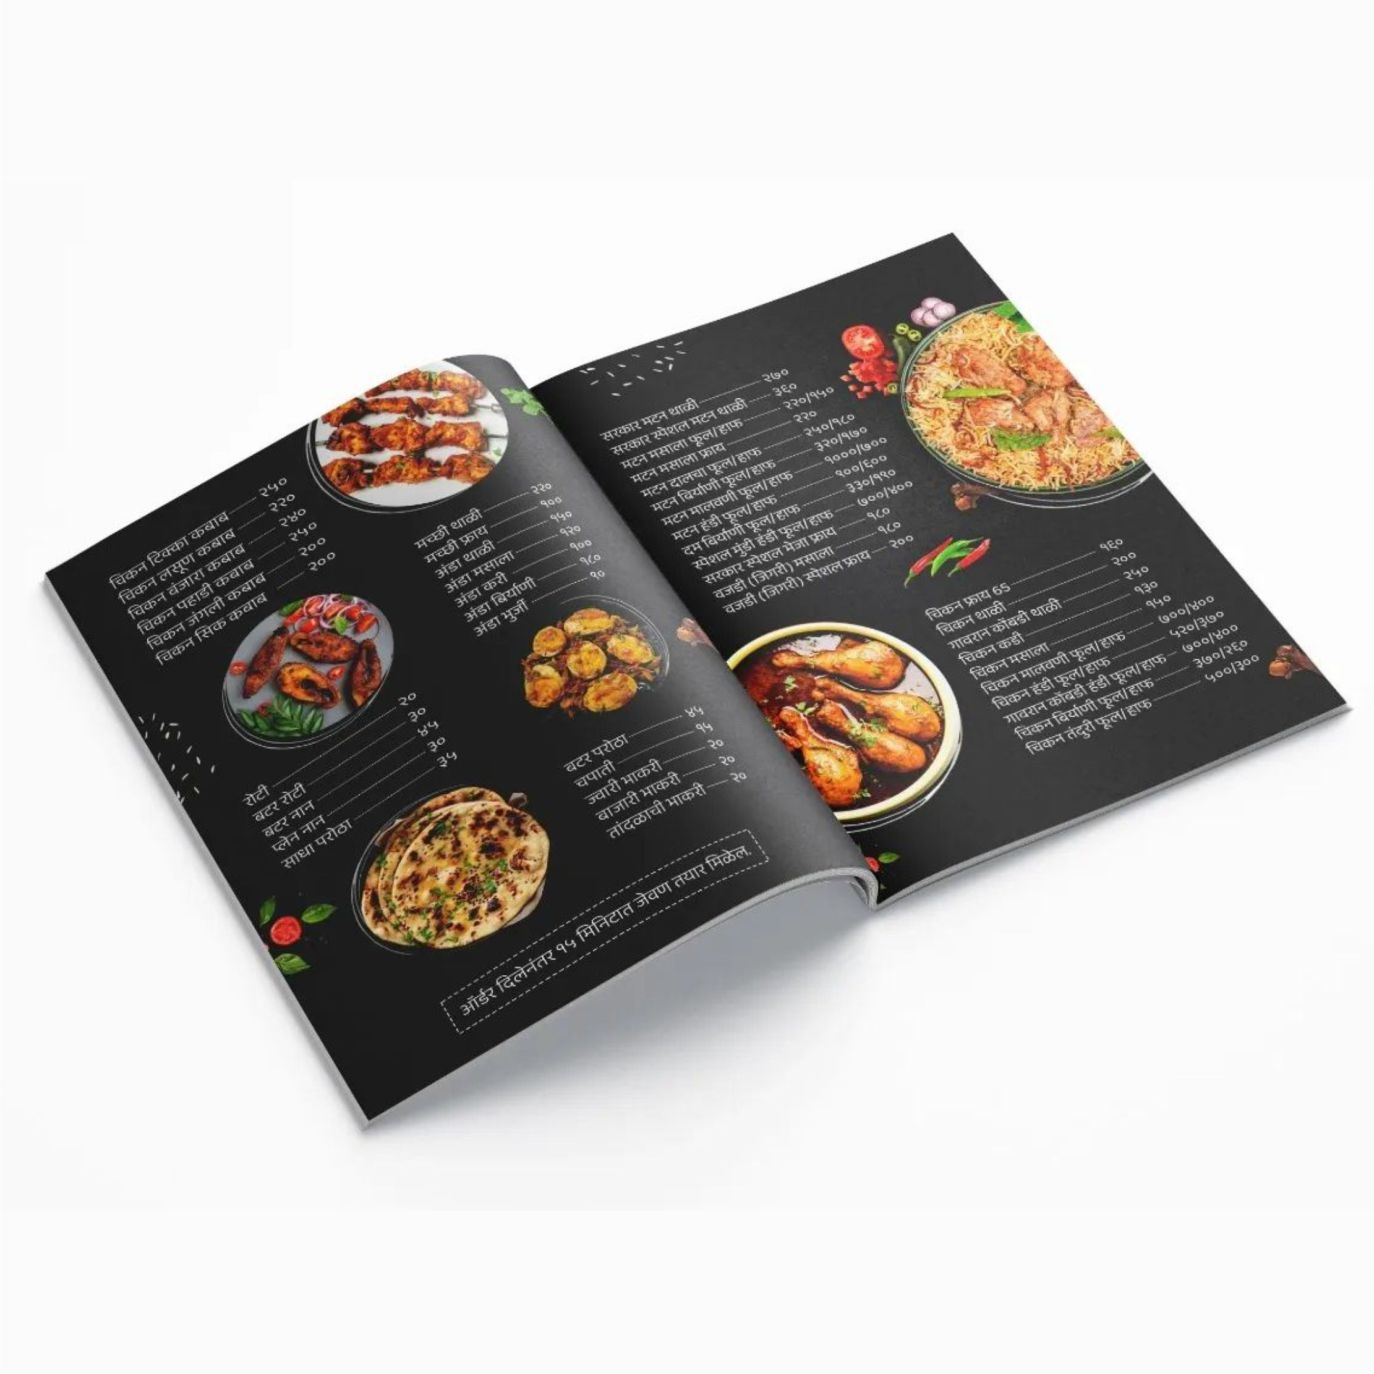 चिकन टिक्का कबाब २५०
चिकन लसूण कबाब २२०
चिकन वंजारा कबाब २४०
चिकन पहाडी कबाब २५०
चिकन जंगली कबाब २००
चिकन सिक कबाब २००
मच्छी थाळी २२०
मच्छी फ्राय १००
अंडा थाळी १५०
अंडा मसाला १२०
अंडा करी १००
अंडा बिर्याणी १८०
अंडा भुर्जी ९०
रोटी २०
बटर रोटी ३०
बटर नान ४५
प्लेन नान ३०
साधा परोठा ३५
बटर परोठा ४५
चपाती १५
ज्वारी भाकरी २०
बाजारी भाकरी २०
तांदळाची भाकरी २०
ऑर्डर दिलेनंतर १५ मिनिटात जेवण तयार मिळेल.
सरकार मटन थाळी २७०
सरकार स्पेशल मटन थाळी ३६०
मटन मसाला फूल/हाफ २२०/१५०
मटन मसाला फ्राय २२०
मटन दालचा फूल/हाफ २५०/१८०
मटन बिर्याणी फूल/हाफ ३२०/१७०
मटन मालवणी फूल/हाफ १०००/७००
मटन हंडी फूल/हाफ ९००/६००
दम बिर्याणी फूल/हाफ ३३०/१९०
स्पेशल मुंडी हंडी फूल/हाफ ७००/४००
सरकार स्पेशल भेजा फ्राय १८०
वजडी (जिगरी) मसाला १८०
वजडी (जिगरी) स्पेशल फ्राय २००
चिकन फ्राय 65 १६०
चिकन थाळी २००
गावरान कोंबडी थाळी २५०
चिकन कडी १३०
चिकन मसाला १५०
चिकन मालवणी फूल/हाफ ७००/४००
चिकन हंडी फूल/हाफ ५२०/३७०
गावरान कोंबडी हंडी फूल/हाफ ७००/४००
चिकन बिर्याणी फूल/हाफ ३७०/२६०
चिकन तंदुरी फूल/हाफ ५००/३००